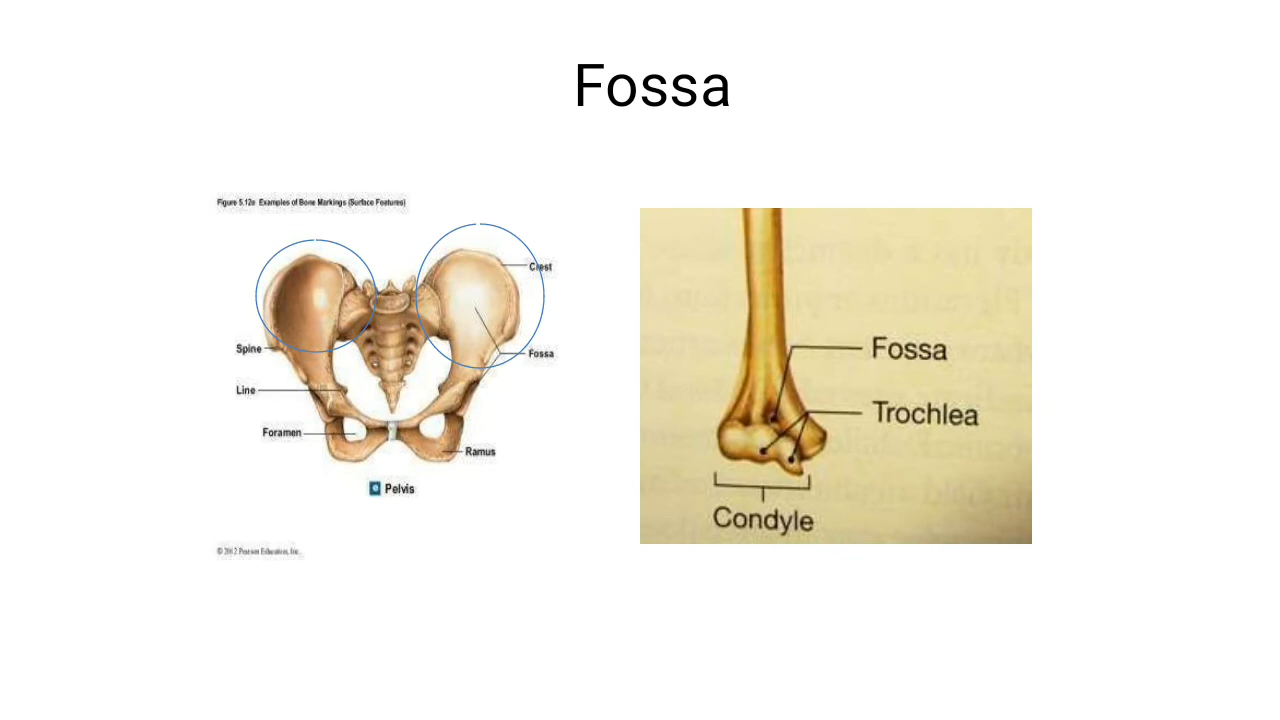 Fossa
Figure 5.12e Examples of Bone Markings (Surface Features)
Crest
Spine
Fossa
Line
Foramen
Ramus
Pelvis
© 2012 Pearson Education, Inc.
Fossa
Trochlea
Condyle